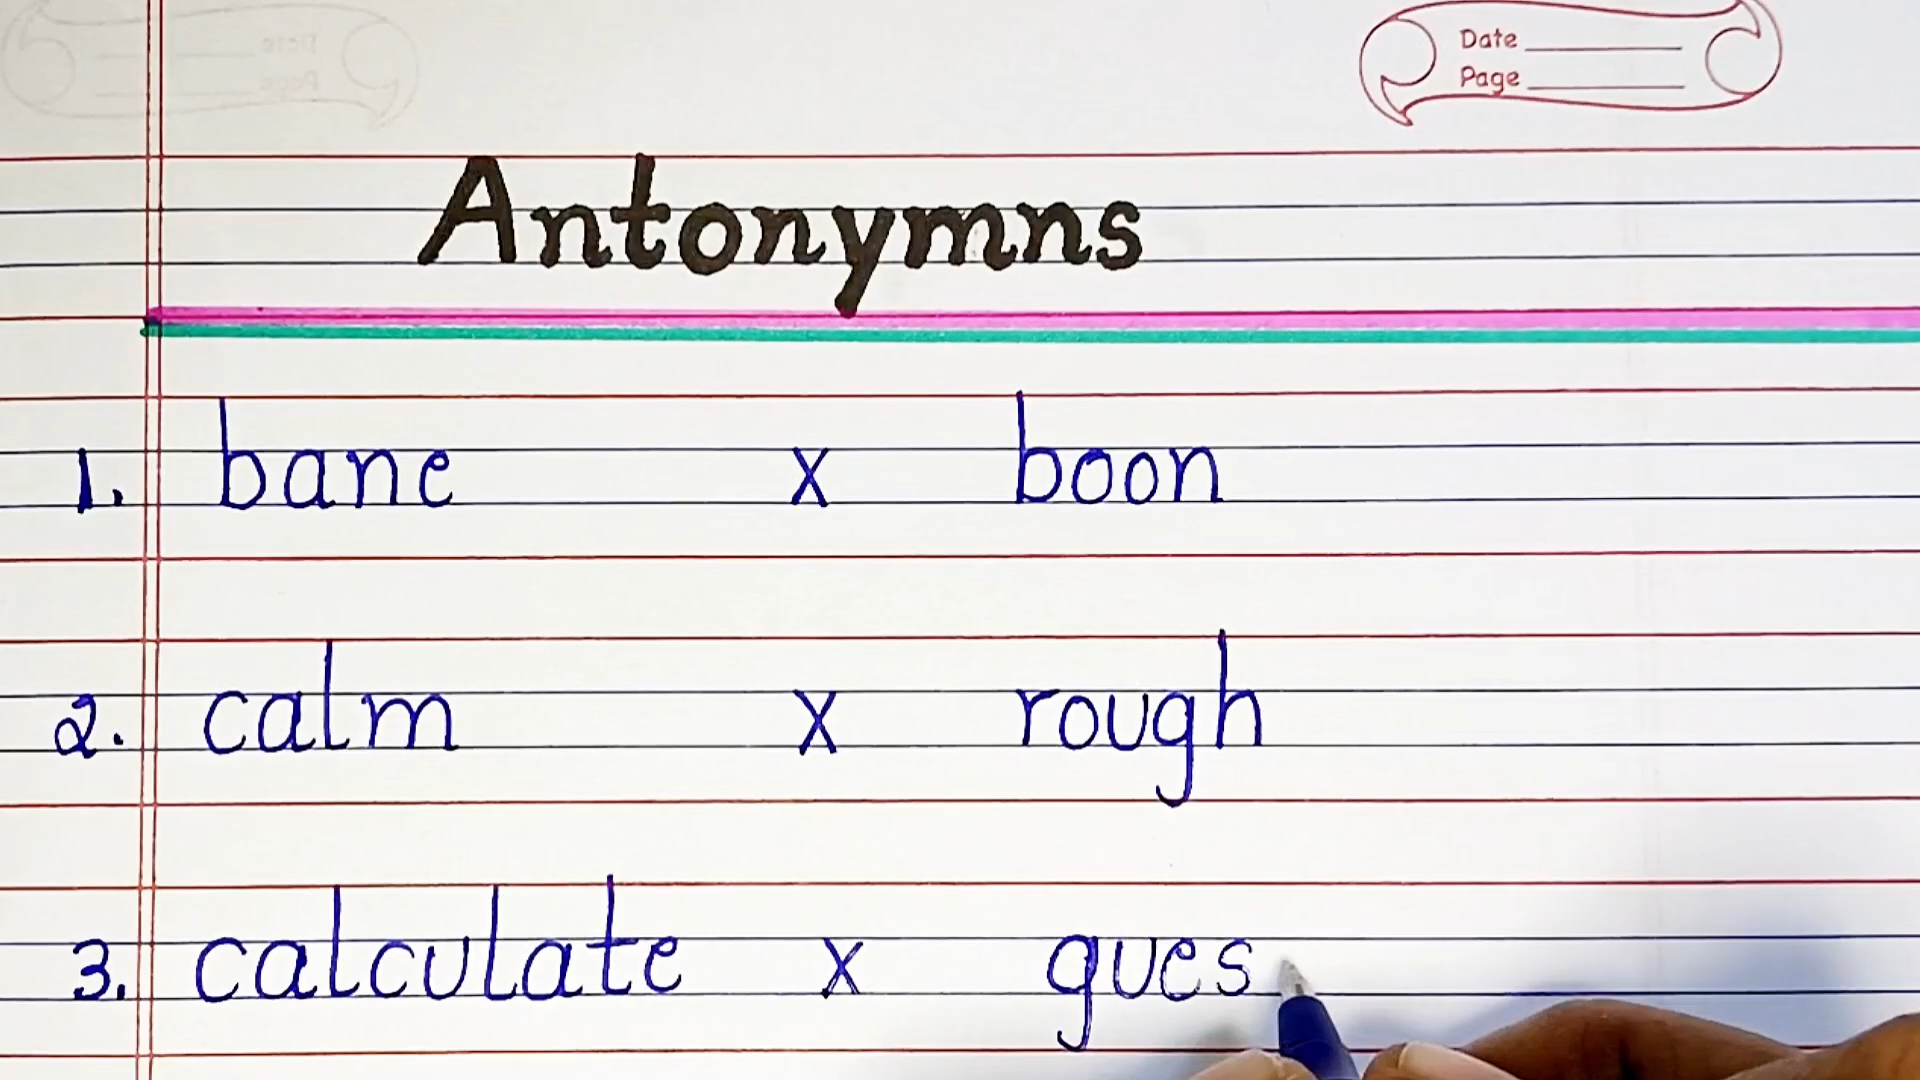 Date
Page
Antonymns
1. bane x boon
2. calm x rough
3. calculate x gues